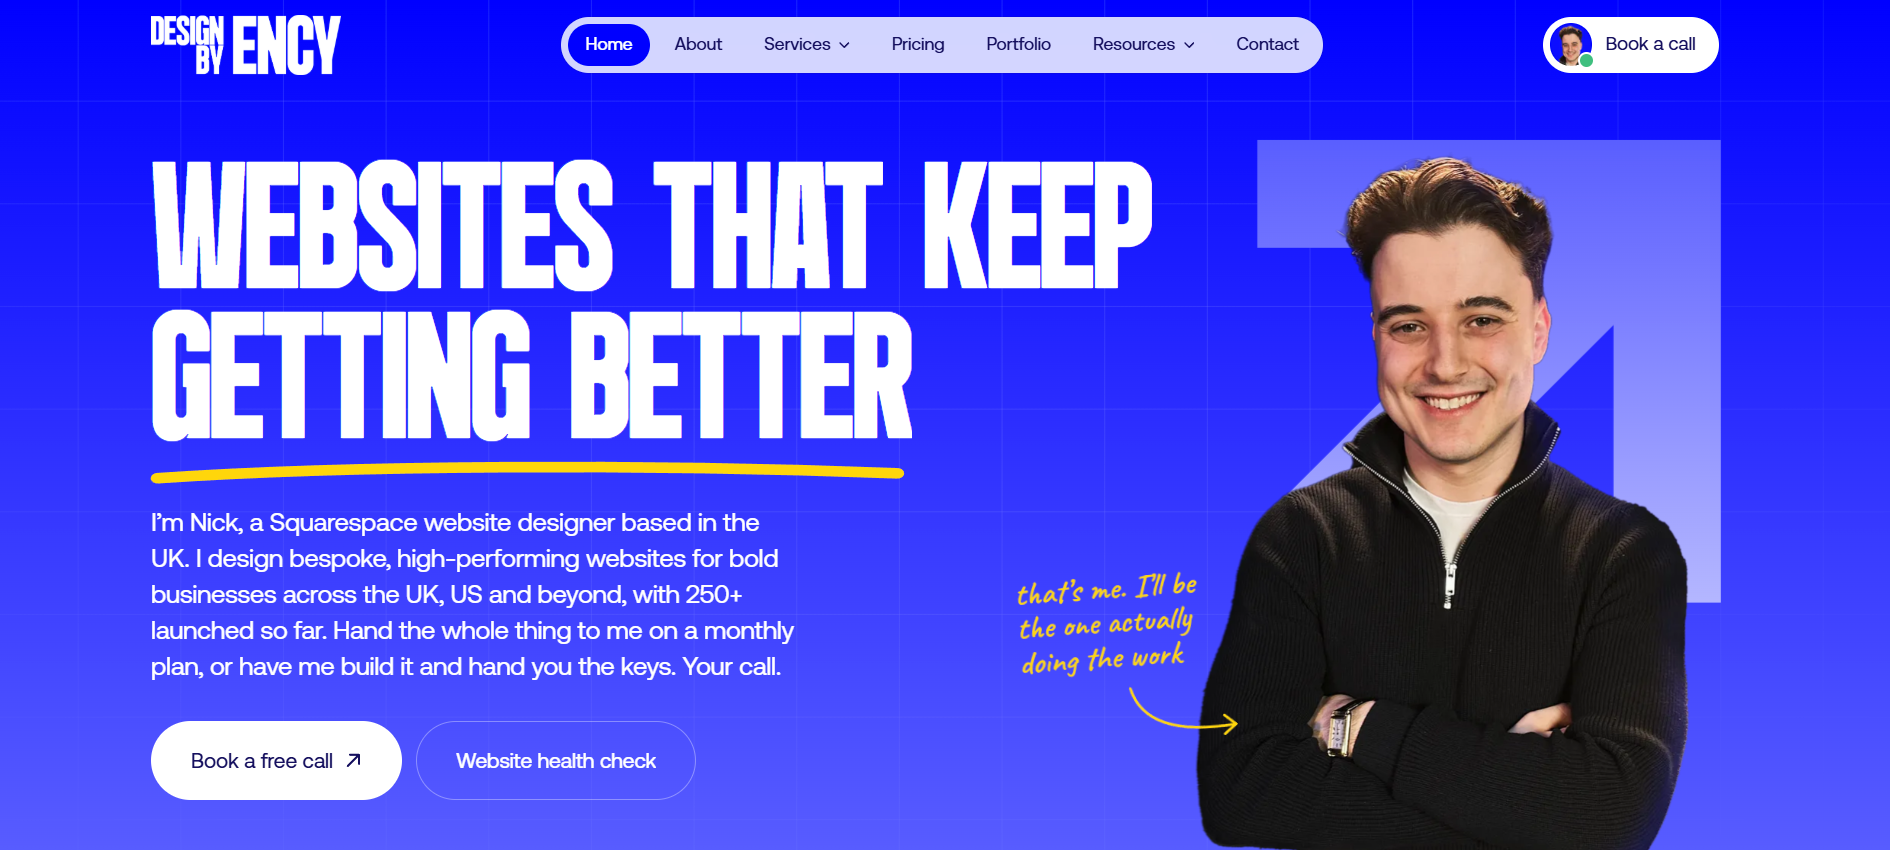 DESIGN BY ENCY
Home
About
Services
Pricing
Portfolio
Resources
Contact
Book a call
WEBSITES THAT KEEP
GETTING BETTER
I’m Nick, a Squarespace website designer based in the
UK. I design bespoke, high-performing websites for bold
businesses across the UK, US and beyond, with 250+
launched so far. Hand the whole thing to me on a monthly
plan, or have me build it and hand you the keys. Your call.
that’s me. I’ll be
the one actually
doing the work
Book a free call
Website health check